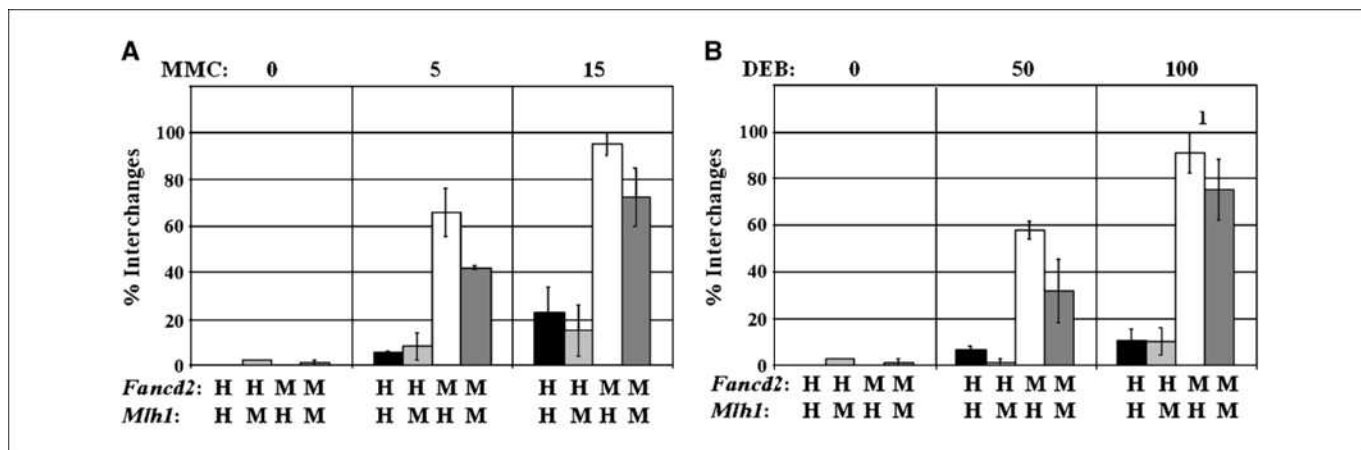 A
MMC: 0 5 15
% Interchanges
100
80
60
40
20
0
Fancd2: H H M M H H M M H H M M
Mlh1: H M H M H M H M H M H M
B
DEB: 0 50 100
1
% Interchanges
100
80
60
40
20
0
Fancd2: H H M M H H M M H H M M
Mlh1: H M H M H M H M H M H M